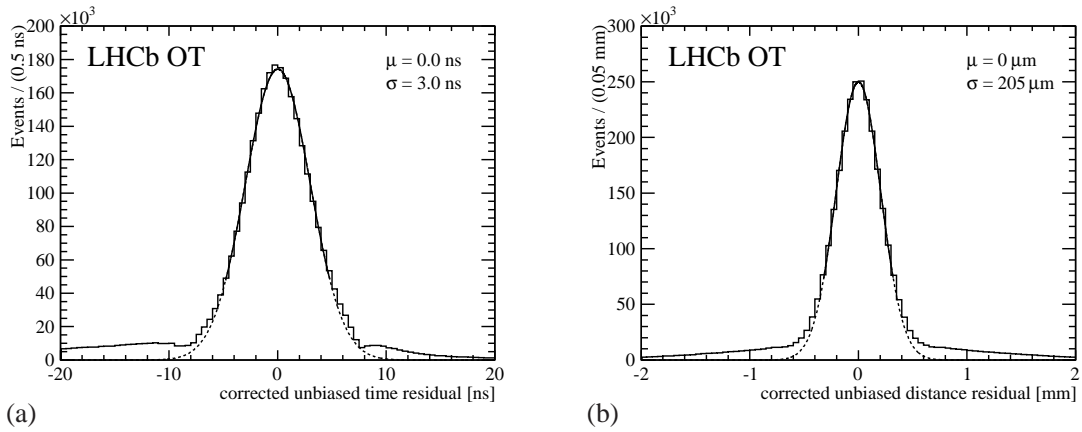 ×10³
200
180
160
140
120
100
80
60
40
20
0
Events / (0.5 ns)
LHCb OT
μ = 0.0 ns
σ = 3.0 ns
-20 -10 0 10 20
corrected unbiased time residual [ns]
(a)
×10³
300
250
200
150
100
50
0
Events / (0.05 mm)
LHCb OT
μ = 0 μm
σ = 205 μm
-2 -1 0 1 2
corrected unbiased distance residual [mm]
(b)